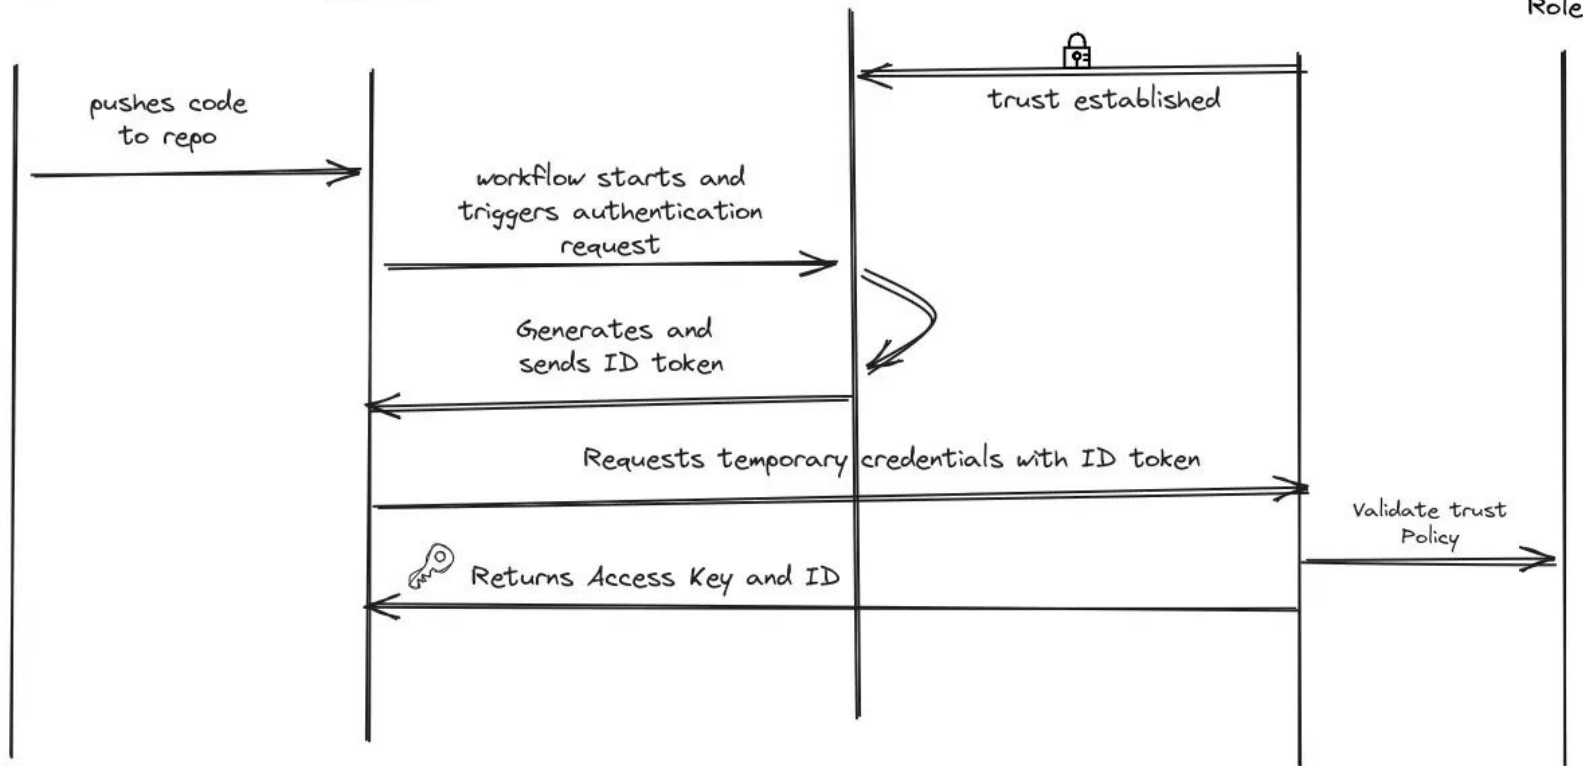 Role
trust established
pushes code
to repo
workflow starts and
triggers authentication
request
Generates and
sends ID token
Requests temporary credentials with ID token
Validate trust
Policy
Returns Access Key and ID